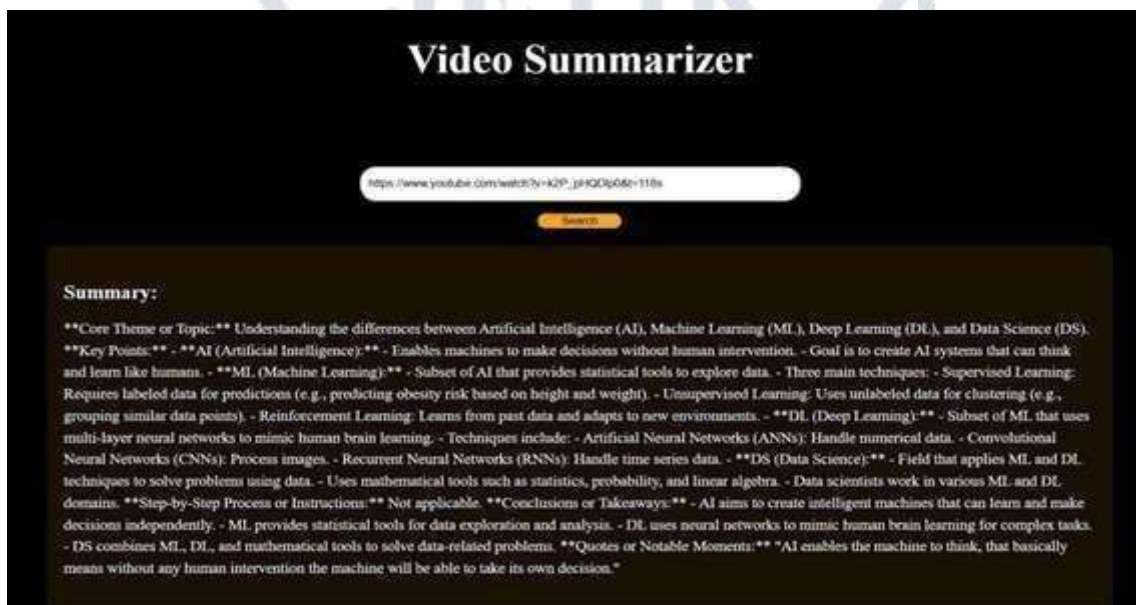 Video Summarizer
https://www.youtube.com/watch?v=k2P_pHQDlp0&t=118s
Search
Summary:
**Core Theme or Topic:** Understanding the differences between Artificial Intelligence (AI), Machine Learning (ML), Deep Learning (DL), and Data Science (DS).
**Key Points:** - **AI (Artificial Intelligence):** - Enables machines to make decisions without human intervention. - Goal is to create AI systems that can think
and learn like humans. - **ML (Machine Learning):** - Subset of AI that provides statistical tools to explore data. - Three main techniques: - Supervised Learning:
Requires labeled data for predictions (e.g., predicting obesity risk based on height and weight). - Unsupervised Learning: Uses unlabeled data for clustering (e.g.,
grouping similar data points). - Reinforcement Learning: Learns from past data and adapts to new environments. - **DL (Deep Learning):** - Subset of ML that uses
multi-layer neural networks to mimic human brain learning. - Techniques include: - Artificial Neural Networks (ANNs): Handle numerical data. - Convolutional
Neural Networks (CNNs): Process images. - Recurrent Neural Networks (RNNs): Handle time series data. - **DS (Data Science):** - Field that applies ML and DL
techniques to solve problems using data. - Uses mathematical tools such as statistics, probability, and linear algebra. - Data scientists work in various ML and DL
domains. **Step-by-Step Process or Instructions:** Not applicable. **Conclusions or Takeaways:** - AI aims to create intelligent machines that can learn and make
decisions independently. - ML provides statistical tools for data exploration and analysis. - DL uses neural networks to mimic human brain learning for complex tasks.
- DS combines ML, DL, and mathematical tools to solve data-related problems. **Quotes or Notable Moments:** "AI enables the machine to think, that basically
means without any human intervention the machine will be able to take its own decision."